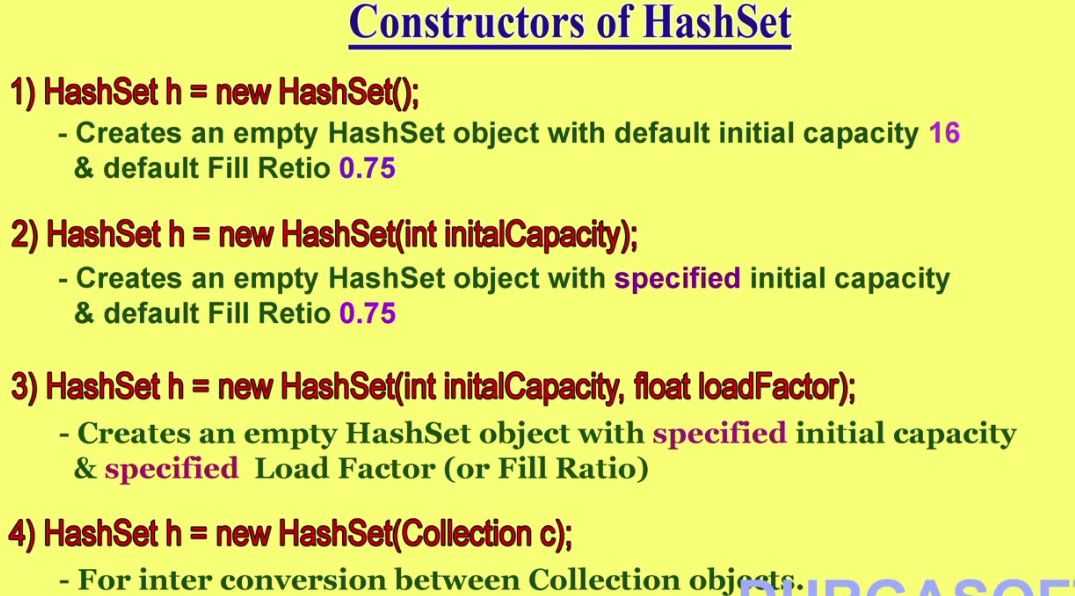 Constructors of HashSet
1) HashSet h = new HashSet();
- Creates an empty HashSet object with default initial capacity 16
& default Fill Retio 0.75
2) HashSet h = new HashSet(int initalCapacity);
- Creates an empty HashSet object with specified initial capacity
& default Fill Retio 0.75
3) HashSet h = new HashSet(int initalCapacity, float loadFactor);
- Creates an empty HashSet object with specified initial capacity
& specified Load Factor (or Fill Ratio)
4) HashSet h = new HashSet(Collection c);
- For inter conversion between Collection objects.